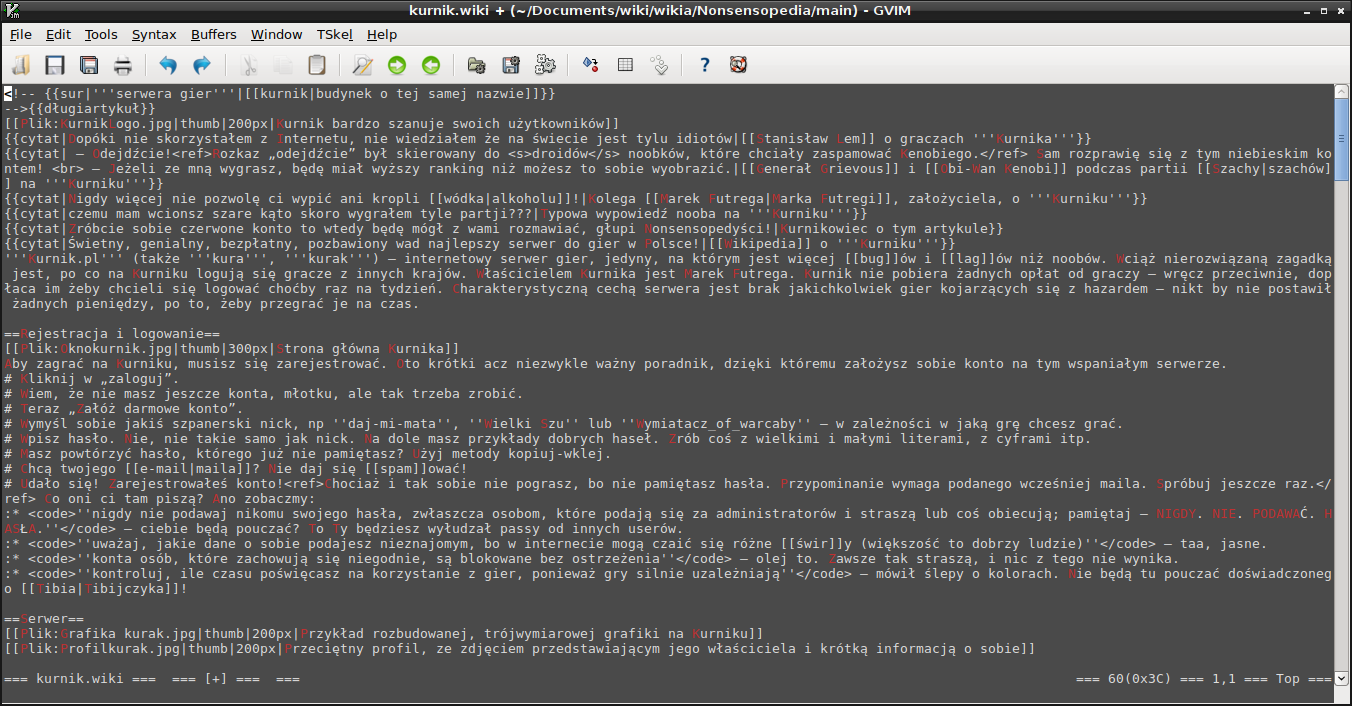 kurnik.wiki + (~/Documents/wiki/wikia/Nonsensopedia/main) - GVIM
File Edit Tools Syntax Buffers Window TSkel Help
<!-- {{sur|'''serwera gier'''|[[kurnik|budynek o tej samej nazwie]]}}
-->{{długiartykuł}}
[[Plik:KurnikLogo.jpg|thumb|200px|Kurnik bardzo szanuje swoich użytkowników]]
{{cytat|Dopóki nie skorzystałem z Internetu, nie wiedziałem że na świecie jest tylu idiotów|[[Stanisław Lem]] o graczach '''Kurnika'''}}
{{cytat| – Odejdźcie!<ref>Rozkaz „odejdźcie” był skierowany do <s>droidów</s> noobków, które chciały zaspamować Kenobiego.</ref> Sam rozprawię się z tym niebieskim ko
ntem! <br> – Jeżeli ze mną wygrasz, będę miał wyższy ranking niż możesz to sobie wyobrazić.|[[Generał Grievous]] i [[Obi-Wan Kenobi]] podczas partii [[Szachy|szachów]
] na '''Kurniku'''}}
{{cytat|Nigdy więcej nie pozwolę ci wypić ani kropli [[wódka|alkoholu]]!|Kolega [[Marek Futrega|Marka Futregi]], założyciela, o '''Kurniku'''}}
{{cytat|czemu mam wcionsz szare kąto skoro wygrałem tyle partji???|Typowa wypowiedź nooba na '''Kurniku'''}}
{{cytat|Zróbcie sobie czerwone konto to wtedy będę mógł z wami rozmawiać, głupi Nonsensopedyści!|Kurnikowiec o tym artykule}}
{{cytat|Świetny, genialny, bezpłatny, pozbawiony wad najlepszy serwer do gier w Polsce!|[[Wikipedia]] o '''Kurniku'''}}
'''Kurnik.pl''' (także '''kura''', '''kurak''') – internetowy serwer gier, jedyny, na którym jest więcej [[bug]]ów i [[lag]]ów niż noobów. Wciąż nierozwiązaną zagadką
jest, po co na Kurniku logują się gracze z innych krajów. Właścicielem Kurnika jest Marek Futrega. Kurnik nie pobiera żadnych opłat od graczy – wręcz przeciwnie, dop
łaca im żeby chcieli się logować choćby raz na tydzień. Charakterystyczną cechą serwera jest brak jakichkolwiek gier kojarzących się z hazardem – nikt by nie postawił
żadnych pieniędzy, po to, żeby przegrać je na czas.
==Rejestracja i logowanie==
[[Plik:Oknokurnik.jpg|thumb|300px|Strona główna Kurnika]]
Aby zagrać na Kurniku, musisz się zarejestrować. Oto krótki acz niezwykle ważny poradnik, dzięki któremu założysz sobie konto na tym wspaniałym serwerze.
# Kliknij w „zaloguj”.
# Wiem, że nie masz jeszcze konta, młotku, ale tak trzeba zrobić.
# Teraz „Załóż darmowe konto”.
# Wymyśl sobie jakiś szpanerski nick, np ''daj-mi-mata'', ''Wielki Szu'' lub ''Wymiatacz_of_warcaby'' – w zależności w jaką grę chcesz grać.
# Wpisz hasło. Nie, nie takie samo jak nick. Na dole masz przykłady dobrych haseł. Zrób coś z wielkimi i małymi literami, z cyframi itp.
# Masz powtórzyć hasło, którego już nie pamiętasz? Użyj metody kopiuj-wklej.
# Chcą twojego [[e-mail|maila]]? Nie daj się [[spam]]ować!
# Udało się! Zarejestrowałeś konto!<ref>Chociaż i tak sobie nie pograsz, bo nie pamiętasz hasła. Przypominanie wymaga podanego wcześniej maila. Spróbuj jeszcze raz.</
ref> Co oni ci tam piszą? Ano zobaczmy:
:* <code>''nigdy nie podawaj nikomu swojego hasła, zwłaszcza osobom, które podają się za administratorów i straszą lub coś obiecują; pamiętaj – NIGDY. NIE. PODAWAĆ. H
ASŁA.''</code> – ciebie będą pouczać? To Ty będziesz wyłudzał passy od innych userów.
:* <code>''uważaj, jakie dane o sobie podajesz nieznajomym, bo w internecie mogą czaić się różne [[świr]]y (większość to dobrzy ludzie)''</code> – taa, jasne.
:* <code>''konta osób, które zachowują się niegodnie, są blokowane bez ostrzeżenia''</code> – olej to. Zawsze tak straszą, i nic z tego nie wynika.
:* <code>''kontroluj, ile czasu poświęcasz na korzystanie z gier, ponieważ gry silnie uzależniają''</code> – mówił ślepy o kolorach. Nie będą tu pouczać doświadczoneg
o [[Tibia|Tibijczyka]]!
==Serwer==
[[Plik:Grafika kurak.jpg|thumb|200px|Przykład rozbudowanej, trójwymiarowej grafiki na Kurniku]]
[[Plik:Profilkurak.jpg|thumb|200px|Przeciętny profil, ze zdjęciem przedstawiającym jego właściciela i krótką informacją o sobie]]
=== kurnik.wiki === === [+] === === === 60(0x3C) === 1,1 === Top ===